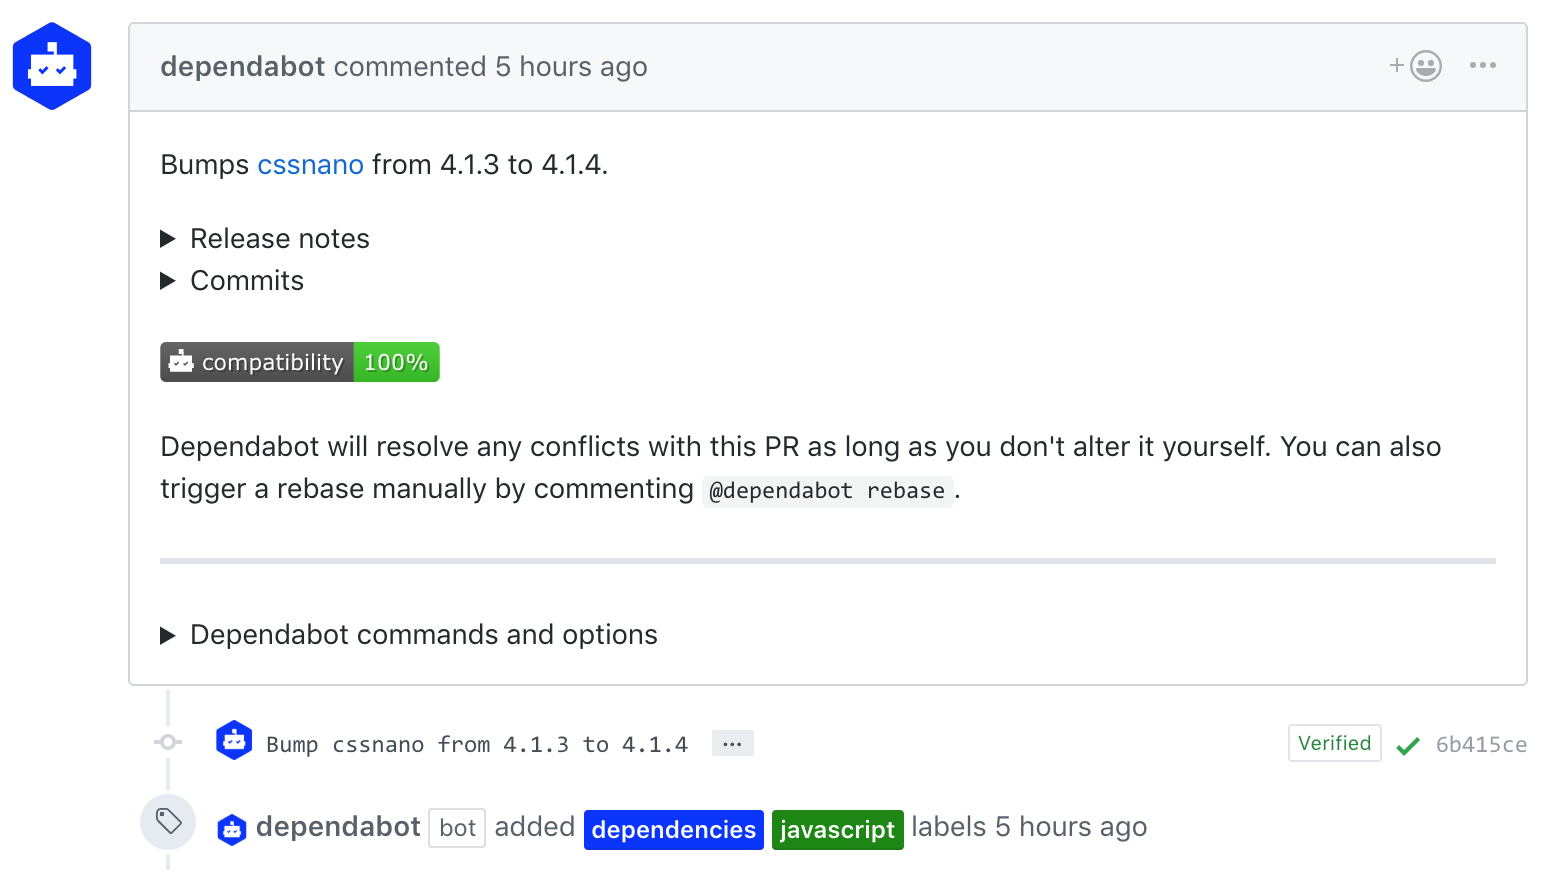 dependabot commented 5 hours ago
Bumps cssnano from 4.1.3 to 4.1.4.
Release notes
Commits
compatibility 100%
Dependabot will resolve any conflicts with this PR as long as you don't alter it yourself. You can also
trigger a rebase manually by commenting @dependabot rebase.
Dependabot commands and options
Bump cssnano from 4.1.3 to 4.1.4 ... Verified 6b415ce
dependabot bot added dependencies javascript labels 5 hours ago